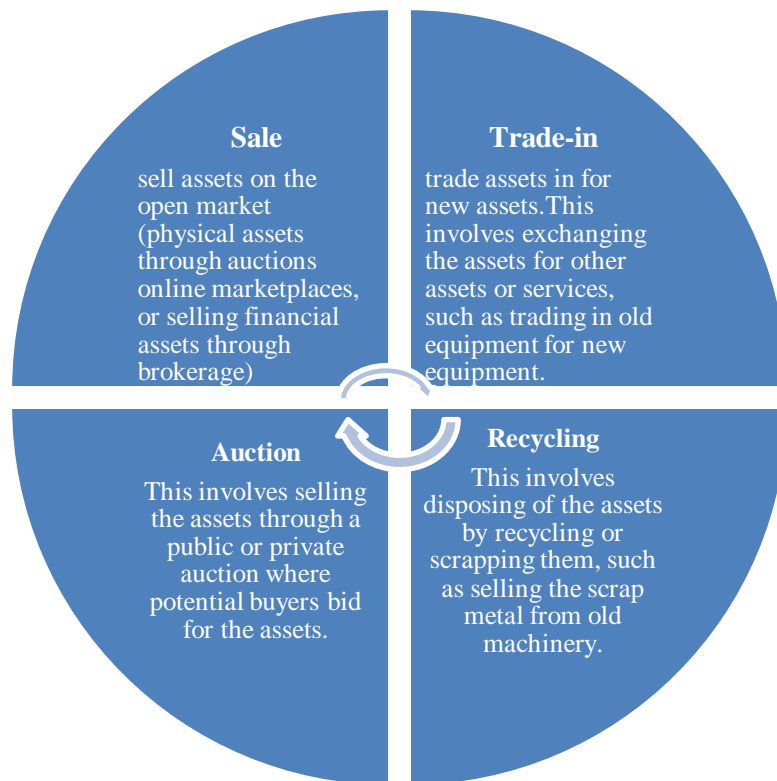 Sale
sell assets on the
open market
(physical assets
through auctions
online marketplaces,
or selling financial
assets through
brokerage)
Trade-in
trade assets in for
new assets.This
involves exchanging
the assets for other
assets or services,
such as trading in old
equipment for new
equipment.
Auction
This involves selling
the assets through a
public or private
auction where
potential buyers bid
for the assets.
Recycling
This involves
disposing of the assets
by recycling or
scrapping them, such
as selling the scrap
metal from old
machinery.